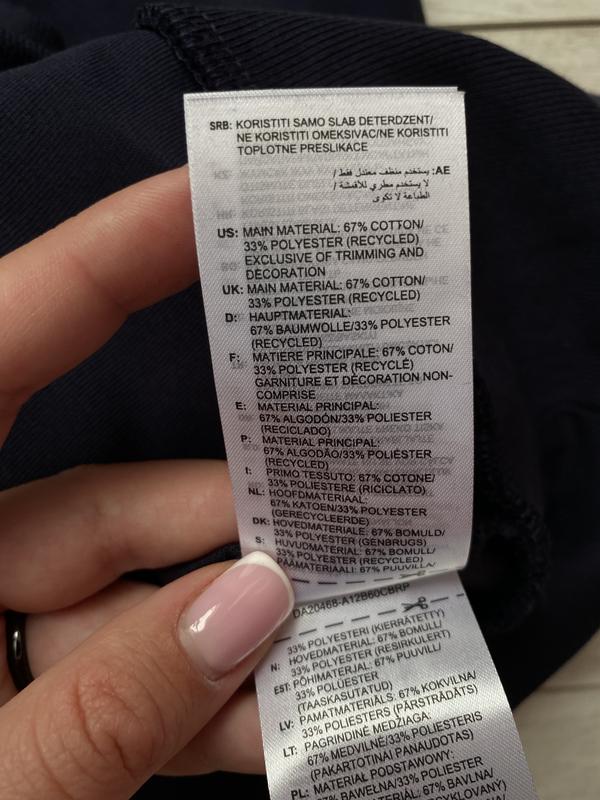 SRB: KORISTITI SAMO SLAB DETERDZENT/
NE KORISTITI OMEKSIVAC/NE KORISTITI
TOPLOTNE PRESLIKACE
AE: يستخدم منظف معتدل فقط /
لا يستخدم مطري للأقمشة /
الطباعة لا تكوى
US: MAIN MATERIAL: 67% COTTON/
33% POLYESTER (RECYCLED)
EXCLUSIVE OF TRIMMING AND
DECORATION
UK: MAIN MATERIAL: 67% COTTON/
33% POLYESTER (RECYCLED)
D: HAUPTMATERIAL:
67% BAUMWOLLE/33% POLYESTER
(RECYCLED)
F: MATIÈRE PRINCIPALE: 67% COTON/
33% POLYESTER (RECYCLÉ)
GARNITURE ET DÉCORATION NON-
COMPRISE
E: MATERIAL PRINCIPAL:
67% ALGODÓN/33% POLIÉSTER
(RECICLADO)
P: MATERIAL PRINCIPAL:
67% ALGODÃO/33% POLIÉSTER
(RECYCLED)
I: PRIMO TESSUTO: 67% COTONE/
33% POLIESTERE (RICICLATO)
NL: HOOFDMATERIAAL:
67% KATOEN/33% POLYESTER
(GERECYCLEERDE)
DK: HOVEDMATERIALE: 67% BOMULD/
33% POLYESTER (GENBRUGS)
S: HUVUDMATERIAL: 67% BOMULL/
33% POLYESTER (RECYCLED)
PÄÄMATERIAALI: 67% PUUVILLA/
DA20468-A12B60CBRP
33% POLYESTERI (KIERRÄTETTY)
N: HOVEDMATERIAL: 67% BOMULL/
33% POLYESTER (RESIRKULERT)
EST: PÕHIMATERJAL: 67% PUUVILL/
33% POLÜESTER
(TAASKASUTATUD)
LV: PAMATMATERIĀLS: 67% KOKVILNA/
33% POLIESTERS (PĀRSTRĀDĀTS)
LT: PAGRINDINĖ MEDŽIAGA:
67% MEDVILNĖ/33% POLIESTERIS
(PAKARTOTINAI PANAUDOTAS)
PL: MATERIAŁ PODSTAWOWY:
BAWEŁNA/33% POLIESTER
67% BAVLNA/